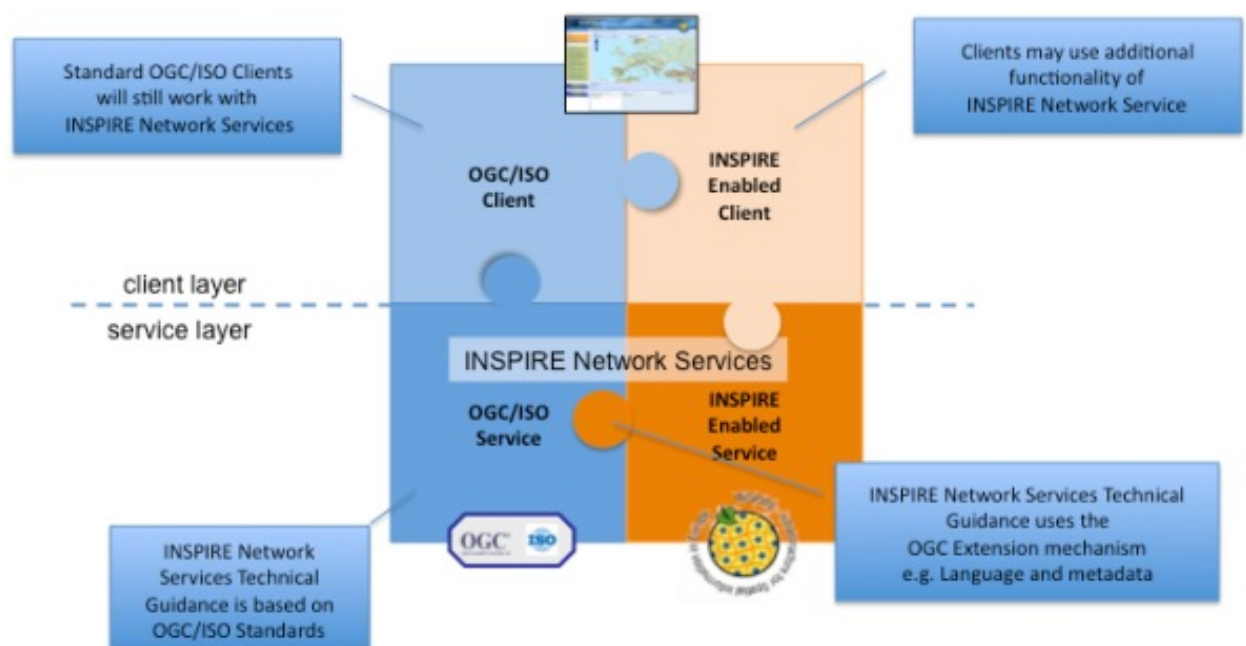 Standard OGC/ISO Clients
will still work with
INSPIRE Network Services
Clients may use additional
functionality of
INSPIRE Network Service
OGC/ISO
Client
INSPIRE
Enabled
Client
client layer
service layer
INSPIRE Network Services
OGC/ISO
Service
INSPIRE
Enabled
Service
INSPIRE Network
Services Technical
Guidance is based on
OGC/ISO Standards
OGC
ISO
INSPIRE Network Services Technical
Guidance uses the
OGC Extension mechanism
e.g. Language and metadata